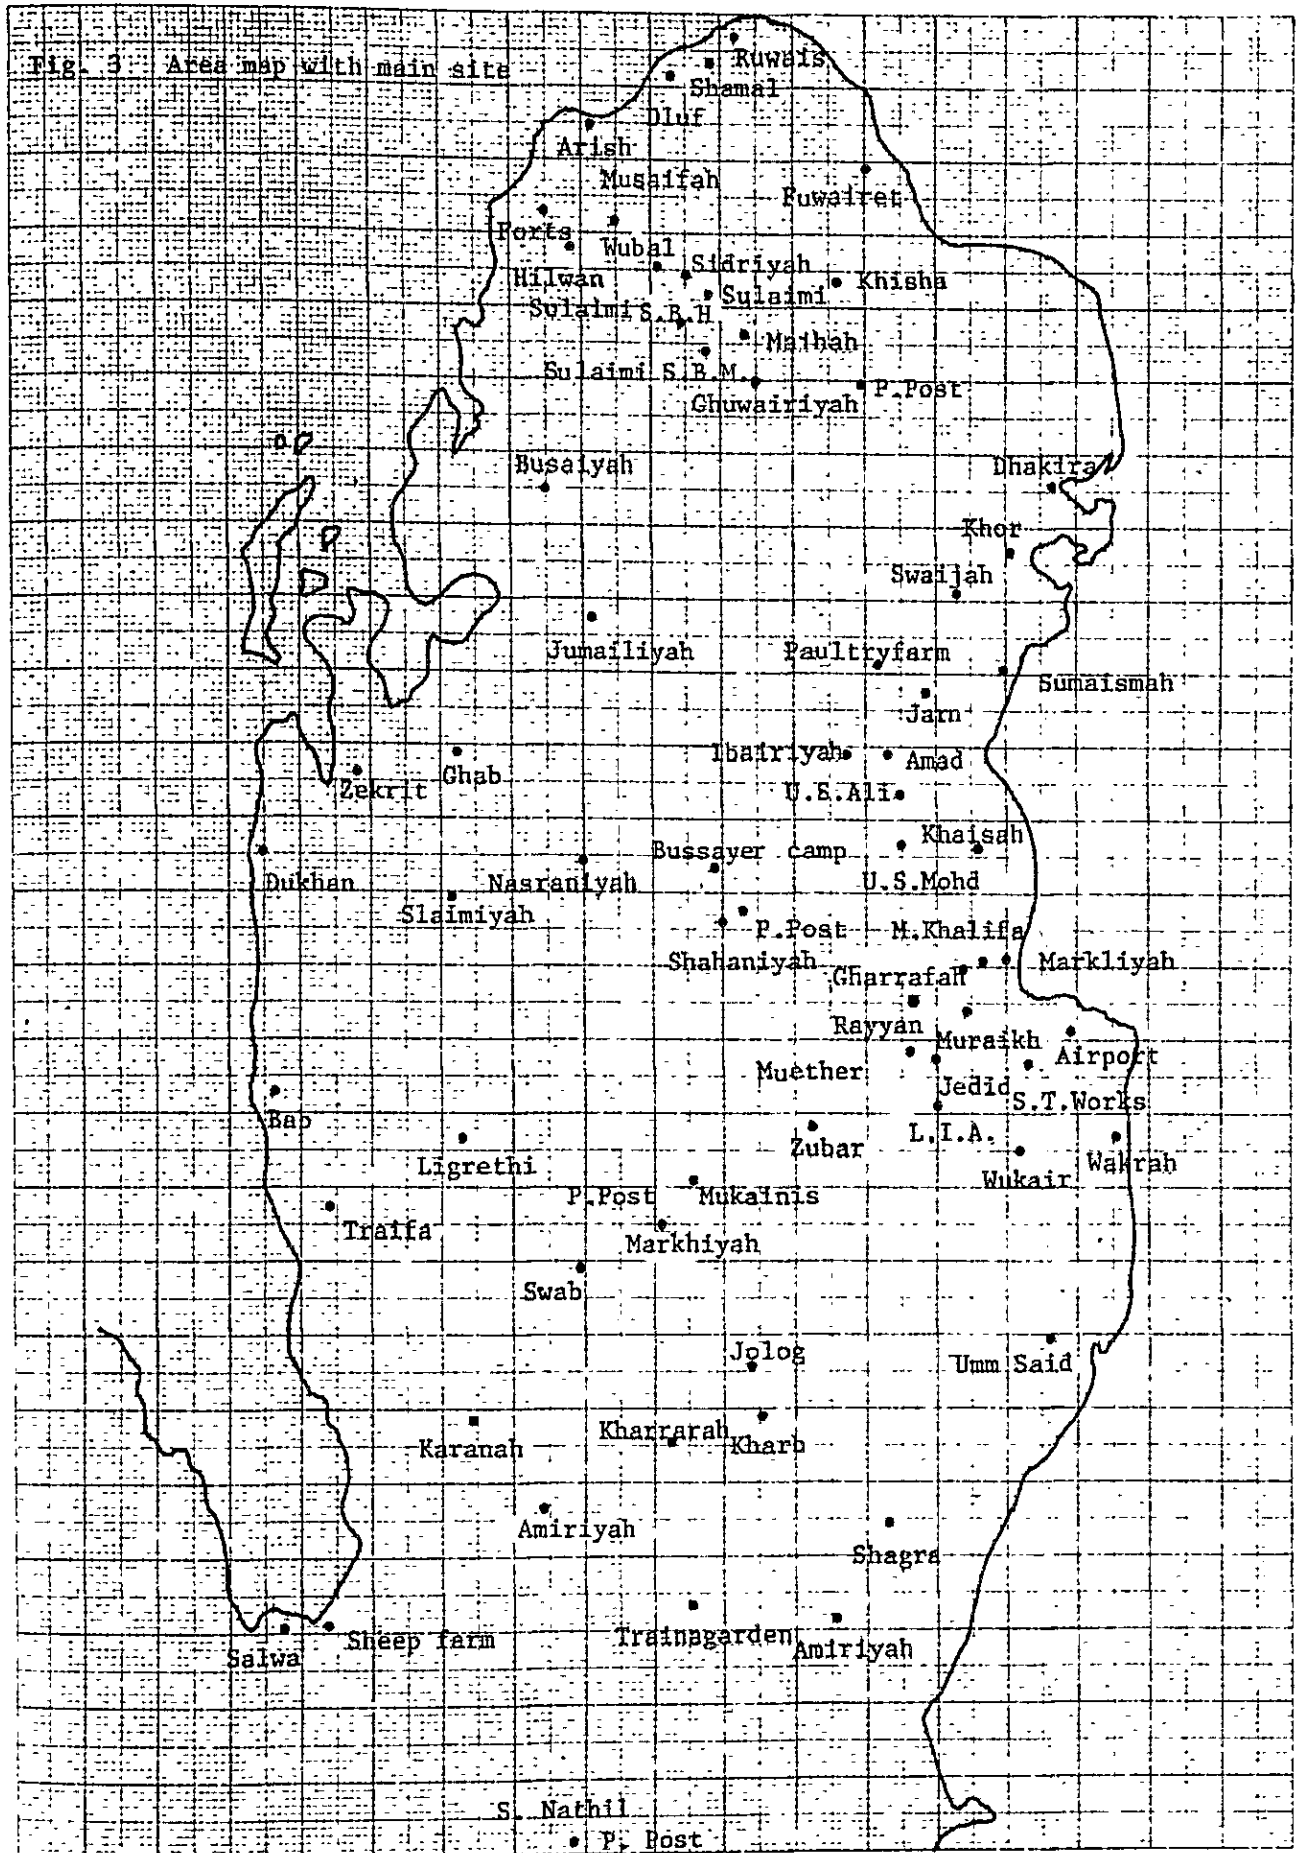 Fig. 3 Area map with main site
Ruwais
Shamal
Dluf
Arish
Musaifah
Fuwairet
Forts
Wubal
Sidriyah
Hilwan
Khisha
Sulaimi
Sulaimi S.B.H
Maihah
Sulaimi S.B.M.
Ghuwairiyah
P.Post
Busaiyah
Dhakira
Khor
Swaijah
Jumailiyah
Paultryfarm
Sumaismah
Jarn
Ibairiyah
Amad
Ghab
Zekrit
U.S.Ali
Khaisah
Bussayer camp
Dukhan
Nasraniyah
U.S.Mohd
Slaimiyah
P.Post
M.Khalifa
Shahaniyah
Markliyah
Gharrafah
Rayyan
Muraikh
Airport
Muether
Jedid
S.T.Works
Bab
L.I.A.
Zubar
Ligrethi
Wukair
Wakrah
P.Post
Mukainis
Traifa
Markhiyah
Swab
Jolog
Umm Said
Karanah
Kharrarah
Kharb
Amiriyah
Shagra
Salwa
Sheep farm
Trainagarden
Amiriyah
S. Nathil
P. Post